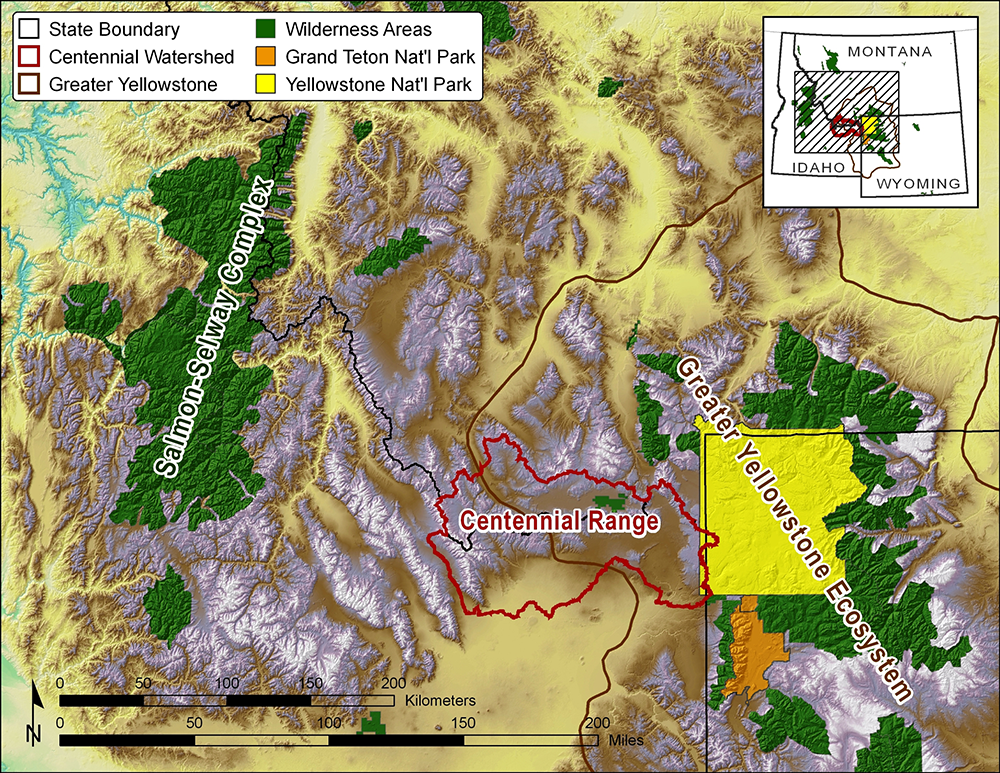 State Boundary
Centennial Watershed
Greater Yellowstone
Wilderness Areas
Grand Teton Nat'l Park
Yellowstone Nat'l Park
MONTANA
IDAHO
WYOMING
Salmon-Selway Complex
Greater Yellowstone Ecosystem
Centennial Range
0 50 100 150 200
Kilometers
0 50 100 150 200
Miles
N